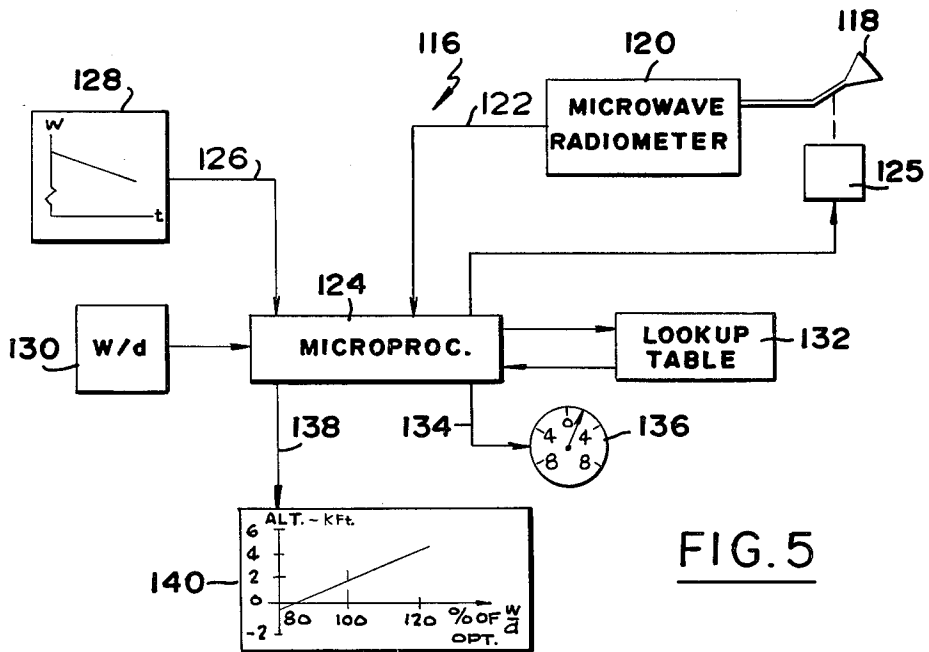 116
120
118
128
122
MICROWAVE
RADIOMETER
W
126
t
125
124
130
W/d
MICROPROC.
LOOKUP
TABLE
132
138
134
0
4 4
8 8
136
ALT. ~ KFt.
6
4
2
0
-2
80 100 120 % OF W/d
OPT.
140
FIG. 5